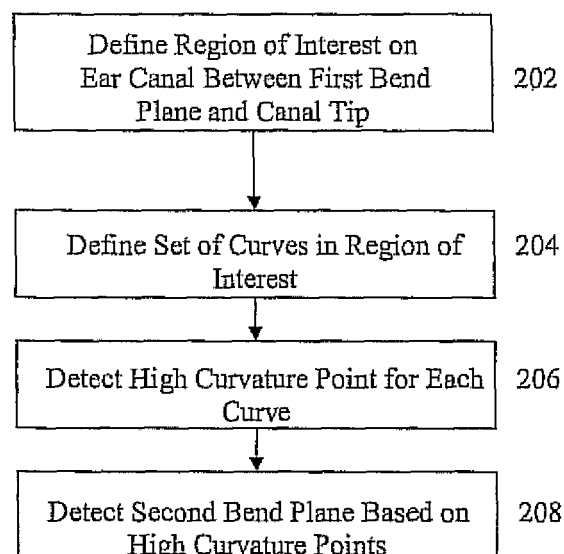 Define Region of Interest on
Ear Canal Between First Bend
Plane and Canal Tip
202
Define Set of Curves in Region of
Interest
204
Detect High Curvature Point for Each
Curve
206
Detect Second Bend Plane Based on
High Curvature Points
208